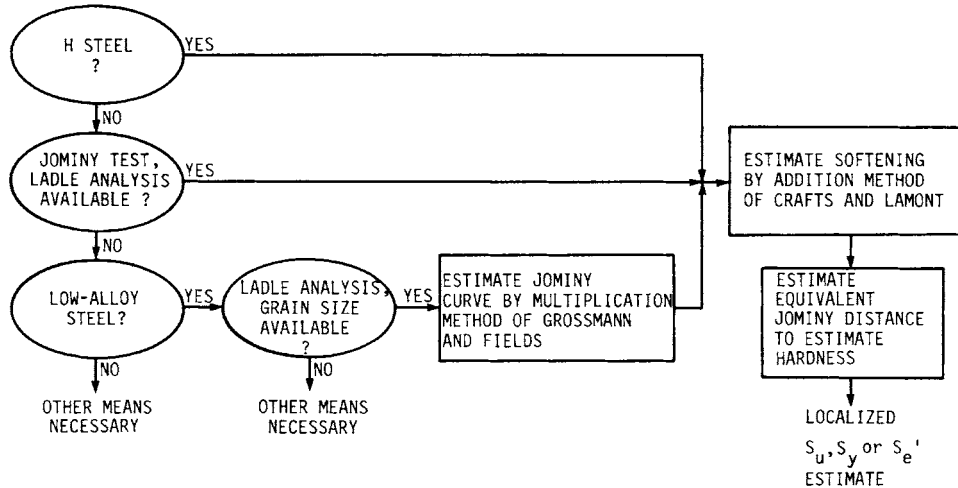 H STEEL
?
YES
NO
JOMINY TEST,
LADLE ANALYSIS
AVAILABLE ?
YES
NO
LOW-ALLOY
STEEL?
YES
NO
OTHER MEANS
NECESSARY
LADLE ANALYSIS,
GRAIN SIZE
AVAILABLE
?
YES
NO
OTHER MEANS
NECESSARY
ESTIMATE JOMINY
CURVE BY MULTIPLICATION
METHOD OF GROSSMANN
AND FIELDS
ESTIMATE SOFTENING
BY ADDITION METHOD
OF CRAFTS AND LAMONT
ESTIMATE
EQUIVALENT
JOMINY DISTANCE
TO ESTIMATE
HARDNESS
LOCALIZED
S_u, S_y or S_e'
ESTIMATE